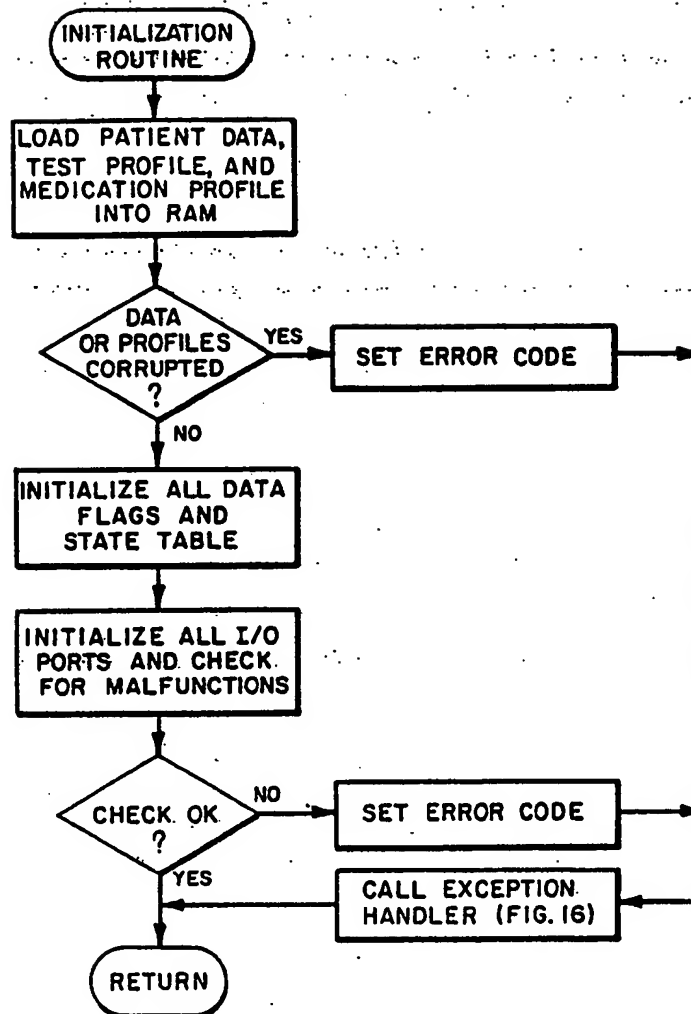 INITIALIZATION
ROUTINE
LOAD PATIENT DATA,
TEST PROFILE, AND
MEDICATION PROFILE
INTO RAM
DATA
OR PROFILES
CORRUPTED
?
YES
SET ERROR CODE
NO
INITIALIZE ALL DATA
FLAGS AND
STATE TABLE
INITIALIZE ALL I/O
PORTS AND CHECK
FOR MALFUNCTIONS
CHECK OK
?
NO
SET ERROR CODE
YES
CALL EXCEPTION
HANDLER (FIG. 16)
RETURN